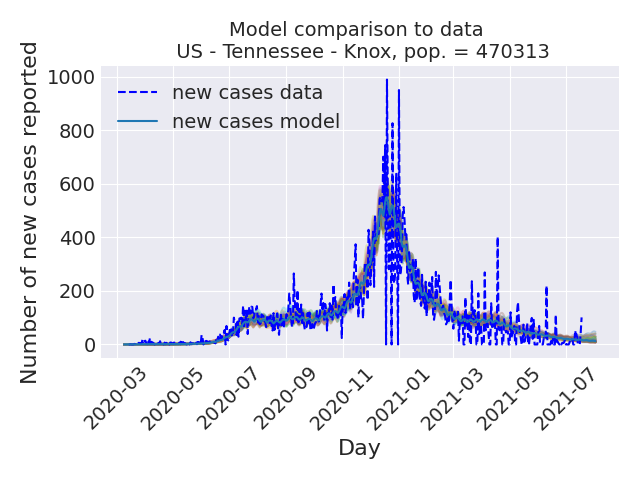 Model comparison to data
US - Tennessee - Knox, pop. = 470313
Number of new cases reported
1000
800
600
400
200
0
new cases data
new cases model
2020-03
2020-05
2020-07
2020-09
2020-11
2021-01
2021-03
2021-05
2021-07
Day